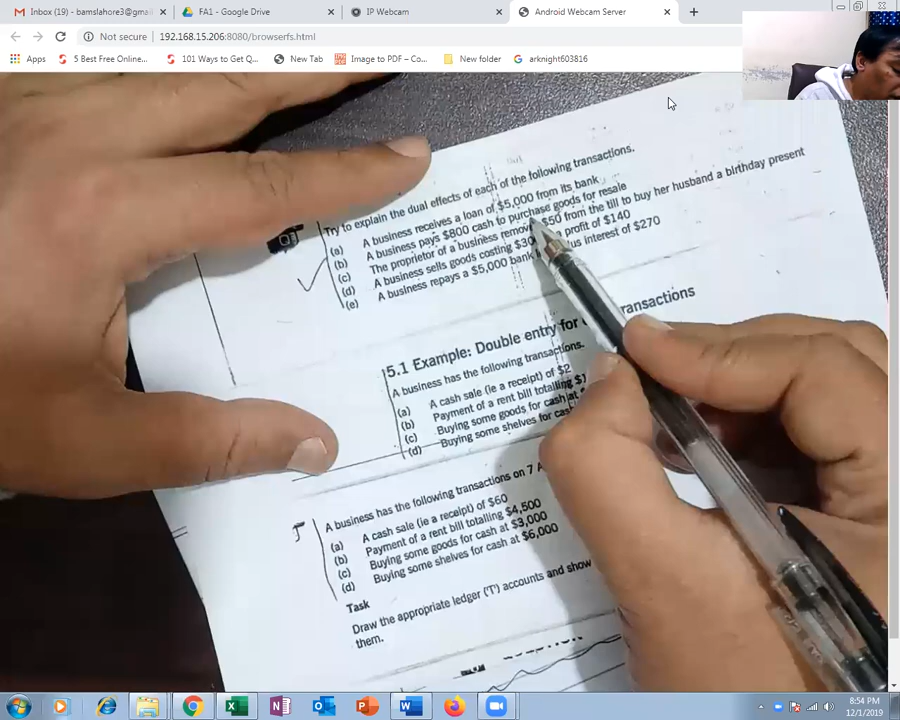 Inbox (19) - bamslahore3@gmai
FA1 - Google Drive
IP Webcam
Android Webcam Server
Not secure
192.168.15.206:8080/browserfs.html
Apps
5 Best Free Online...
101 Ways to Get Q...
New Tab
Image to PDF – Co...
New folder
arknight603816
Try to explain the dual effects of each of the following transactions.
(a) A business receives a loan of $5,000 from its bank
(b) A business pays $800 cash to purchase goods for resale
(c) The proprietor of a business removes $50 from the till to buy her husband a birthday present
(d) A business sells goods costing $30 profit of $140
(e) A business repays a $5,000 bank interest of $270
5.1 Example: Double entry for transactions
A business has the following transactions.
(a) A cash sale (ie a receipt) of $2
(b) Payment of a rent bill totalling $1
(c) Buying some goods for cash at
(d) Buying some shelves for cash
A business has the following transactions on 7
(a) A cash sale (ie a receipt) of $60
(b) Payment of a rent bill totalling $4,500
(c) Buying some goods for cash at $3,000
(d) Buying some shelves for cash at $6,000
Task
Draw the appropriate ledger ('T') accounts and show
them.
8:54 PM
12/1/2019